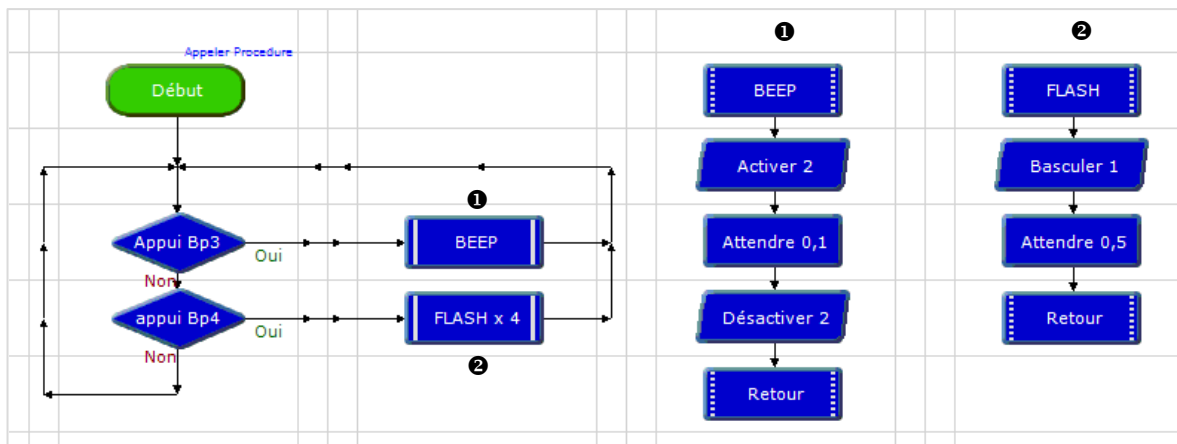 ❶
❷
Appeler Procedure
Début
BEEP
FLASH
Activer 2
Basculer 1
❶
Appui Bp3
Oui
BEEP
Attendre 0,1
Attendre 0,5
Non
appui Bp4
Oui
FLASH x 4
Désactiver 2
Retour
Non
❷
Retour